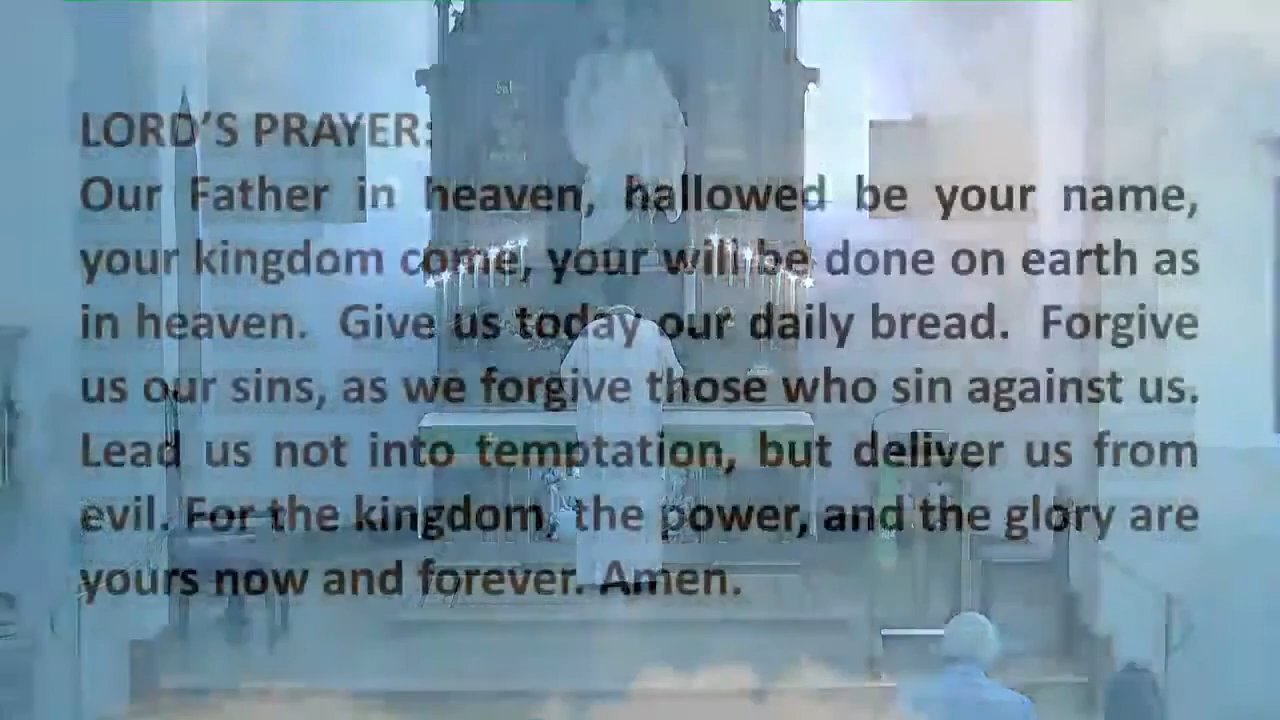 LORD’S PRAYER:
Our Father in heaven, hallowed be your name,
your kingdom come, your will be done on earth as
in heaven. Give us today our daily bread. Forgive
us our sins, as we forgive those who sin against us.
Lead us not into temptation, but deliver us from
evil. For the kingdom, the power, and the glory are
yours now and forever. Amen.